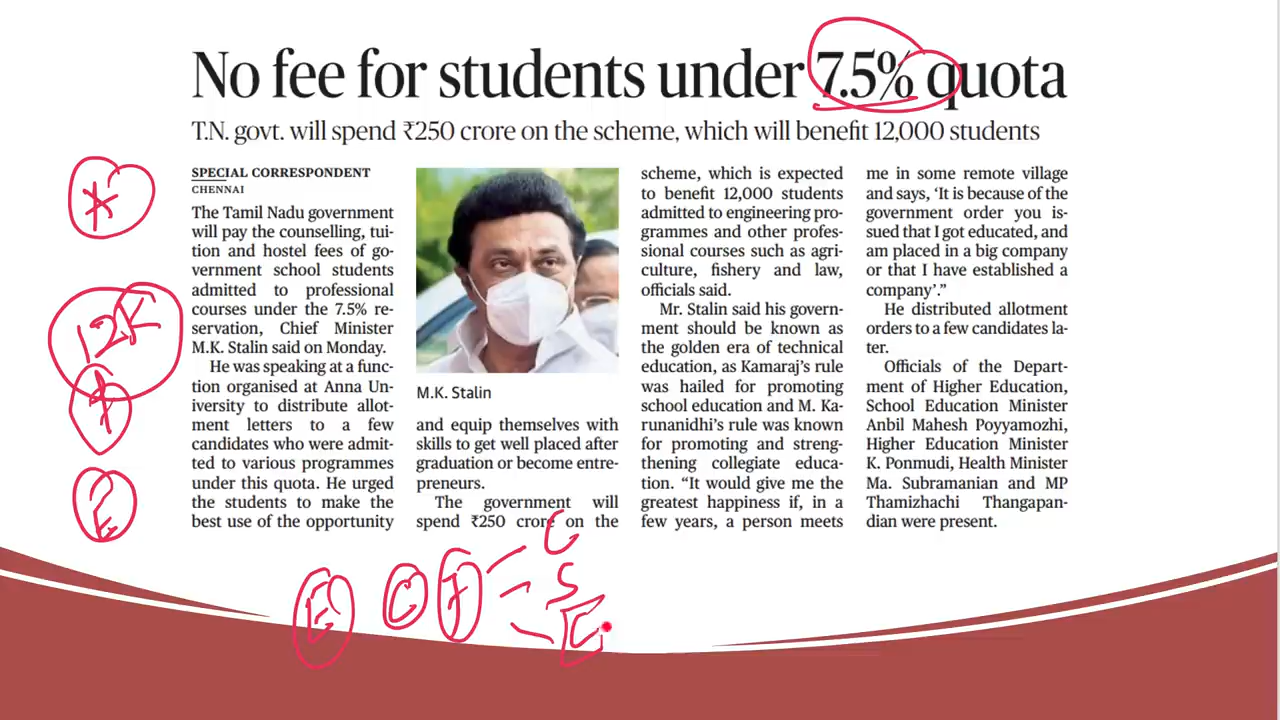 No fee for students under 7.5% quota
T.N. govt. will spend ₹250 crore on the scheme, which will benefit 12,000 students
SPECIAL CORRESPONDENT
CHENNAI
The Tamil Nadu government
will pay the counselling, tui-
tion and hostel fees of go-
vernment school students
admitted to professional
courses under the 7.5% re-
servation, Chief Minister
M.K. Stalin said on Monday.
He was speaking at a func-
tion organised at Anna Un-
iversity to distribute allot-
ment letters to a few
candidates who were admit-
ted to various programmes
under this quota. He urged
the students to make the
best use of the opportunity
M.K. Stalin
and equip themselves with
skills to get well placed after
graduation or become entre-
preneurs.
The government will
spend ₹250 crore on the
scheme, which is expected
to benefit 12,000 students
admitted to engineering pro-
grammes and other profes-
sional courses such as agri-
culture, fishery and law,
officials said.
Mr. Stalin said his govern-
ment should be known as
the golden era of technical
education, as Kamaraj's rule
was hailed for promoting
school education and M. Ka-
runanidhi's rule was known
for promoting and streng-
thening collegiate educa-
tion. “It would give me the
greatest happiness if, in a
few years, a person meets
me in some remote village
and says, ‘It is because of the
government order you is-
sued that I got educated, and
am placed in a big company
or that I have established a
company’.”
He distributed allotment
orders to a few candidates la-
ter.
Officials of the Depart-
ment of Higher Education,
School Education Minister
Anbil Mahesh Poyyamozhi,
Higher Education Minister
K. Ponmudi, Health Minister
Ma. Subramanian and MP
Thamizhachi Thangapan-
dian were present.
12K
E C F C
S
E